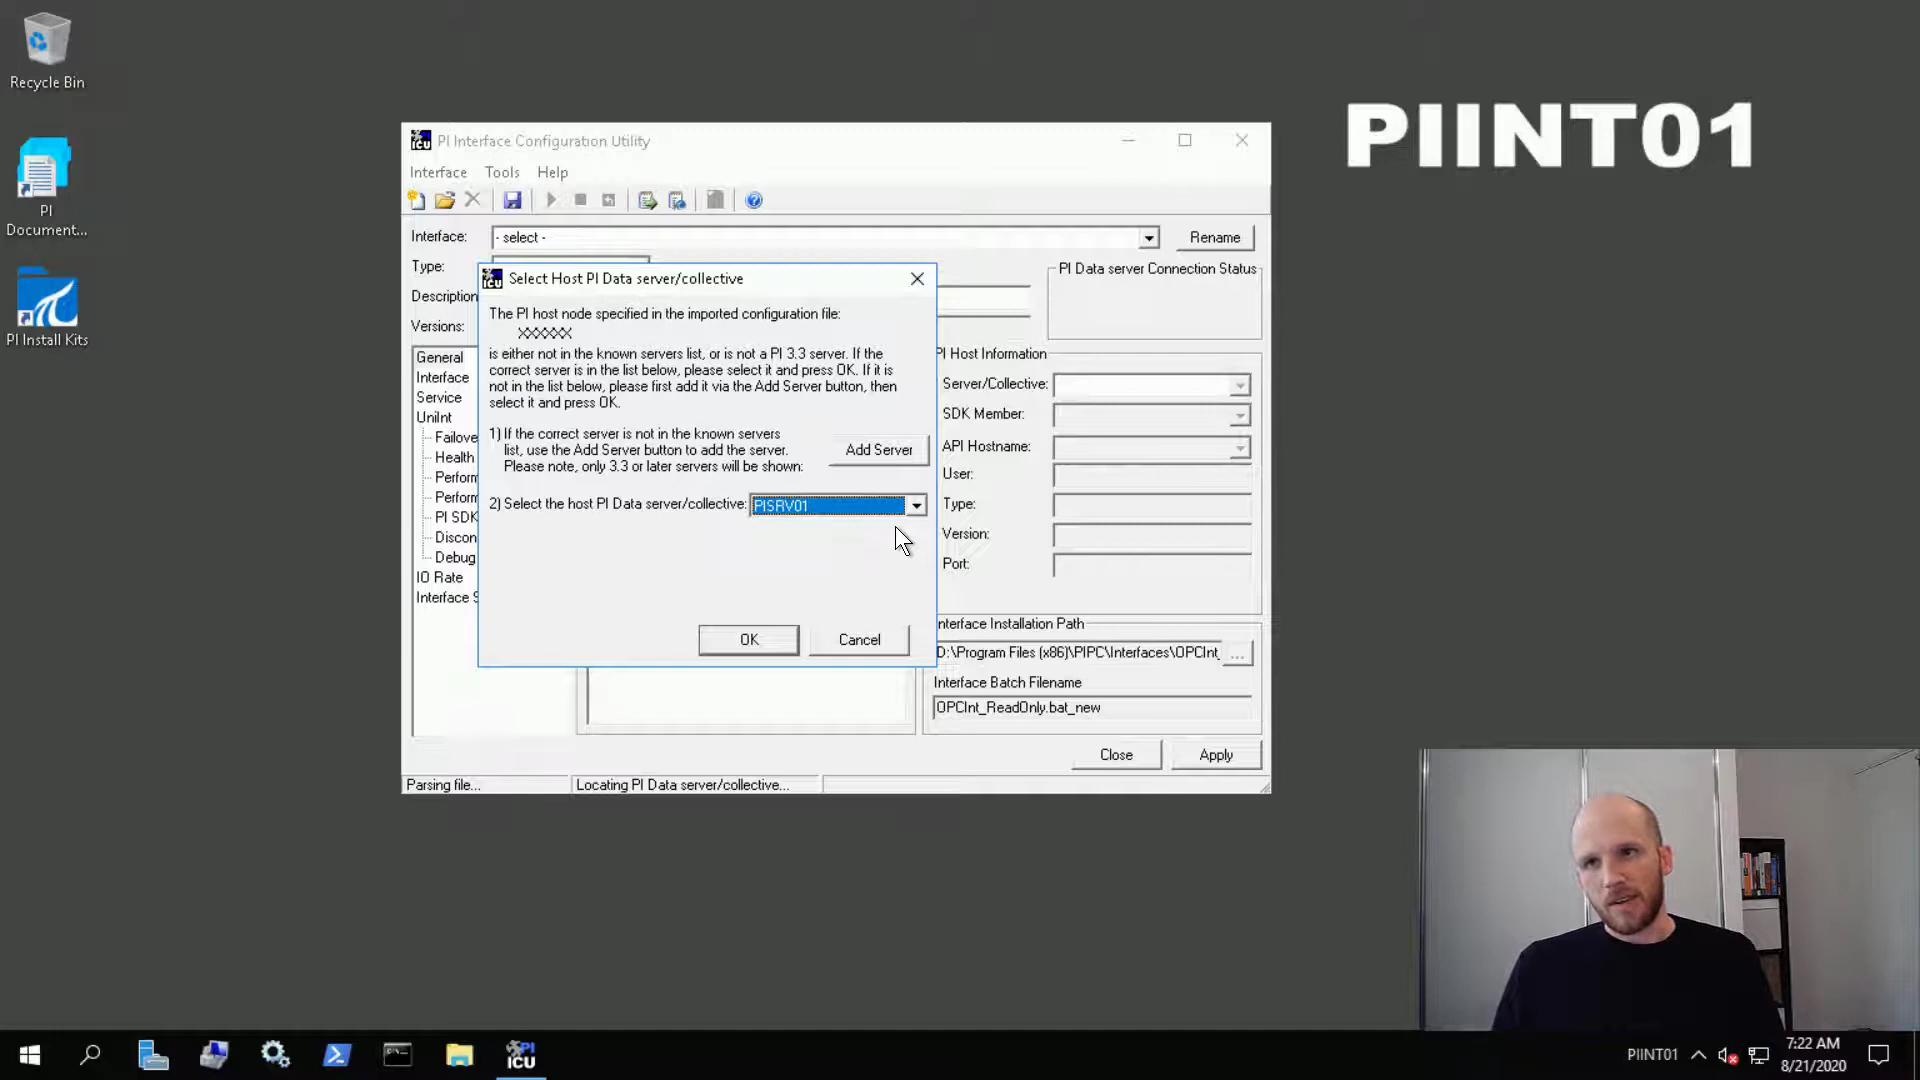 Recycle Bin
PI
Document...
PI Install Kits
PIINT01
PI Interface Configuration Utility
Interface Tools Help
Interface: - select - Rename
Type:
Description
Versions:
PI Data server Connection Status
General
Interface
Service
UniInt
Failove
Health
Perform
Perform
PI SDK
Discon
Debug
IO Rate
Interface S
Select Host PI Data server/collective
The PI host node specified in the imported configuration file:
XXXXXX
is either not in the known servers list, or is not a PI 3.3 server. If the
correct server is in the list below, please select it and press OK. If it is
not in the list below, please first add it via the Add Server button, then
select it and press OK.
1) If the correct server is not in the known servers
list, use the Add Server button to add the server.
Please note, only 3.3 or later servers will be shown:
Add Server
2) Select the host PI Data server/collective: PISRV01
OK Cancel
PI Host Information
Server/Collective:
SDK Member:
API Hostname:
User:
Type:
Version:
Port:
nterface Installation Path
D:\Program Files (x86)\PIPC\Interfaces\OPCInt_ ...
Interface Batch Filename
OPCInt_ReadOnly.bat_new
Close Apply
Parsing file... Locating PI Data server/collective...
PI
ICU
PIINT01
7:22 AM
8/21/2020